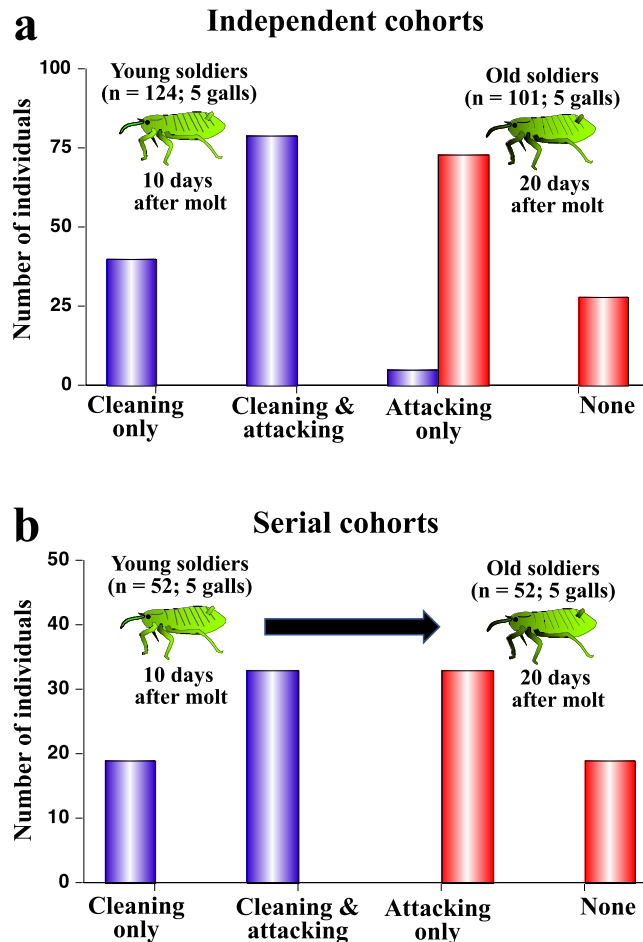 a
Independent cohorts
Number of individuals
100
75
50
25
0
Young soldiers
(n = 124; 5 galls)
10 days
after molt
Old soldiers
(n = 101; 5 galls)
20 days
after molt
Cleaning
only
Cleaning &
attacking
Attacking
only
None
b
Serial cohorts
Number of individuals
50
40
30
20
10
0
Young soldiers
(n = 52; 5 galls)
10 days
after molt
Old soldiers
(n = 52; 5 galls)
20 days
after molt
Cleaning
only
Cleaning &
attacking
Attacking
only
None